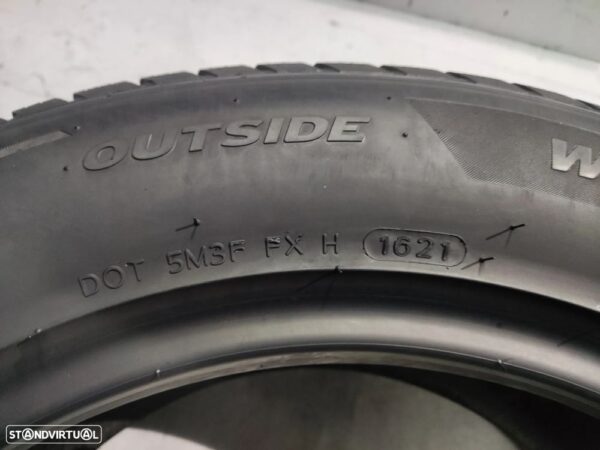 OUTSIDE
W
DOT 5M3F FX H 1621
STANDVIRTUAL